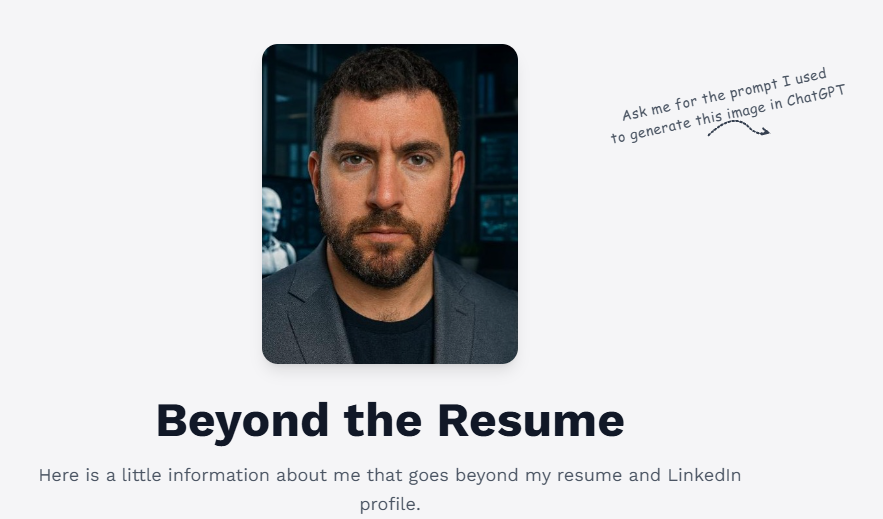 Ask me for the prompt I used
to generate this image in ChatGPT
Beyond the Resume
Here is a little information about me that goes beyond my resume and LinkedIn
profile.